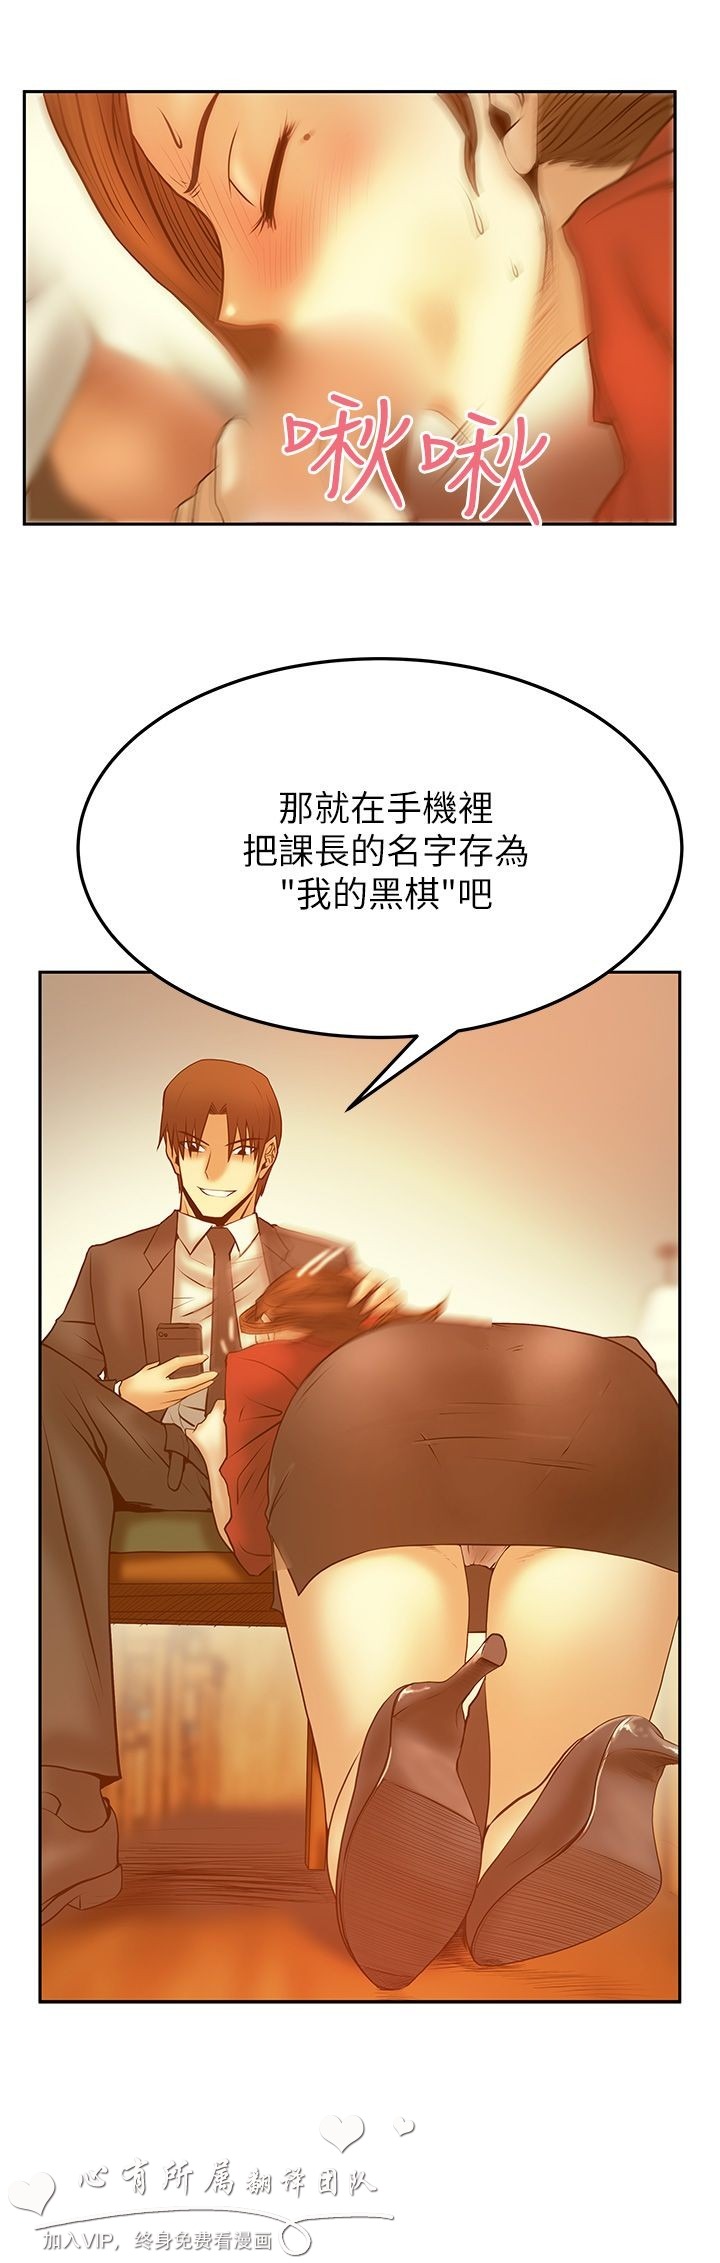 啾啾
那就在手機裡
把課長的名字存為
"我的黑棋"吧
心有所属翻译团队
加入VIP，终身免费看漫画